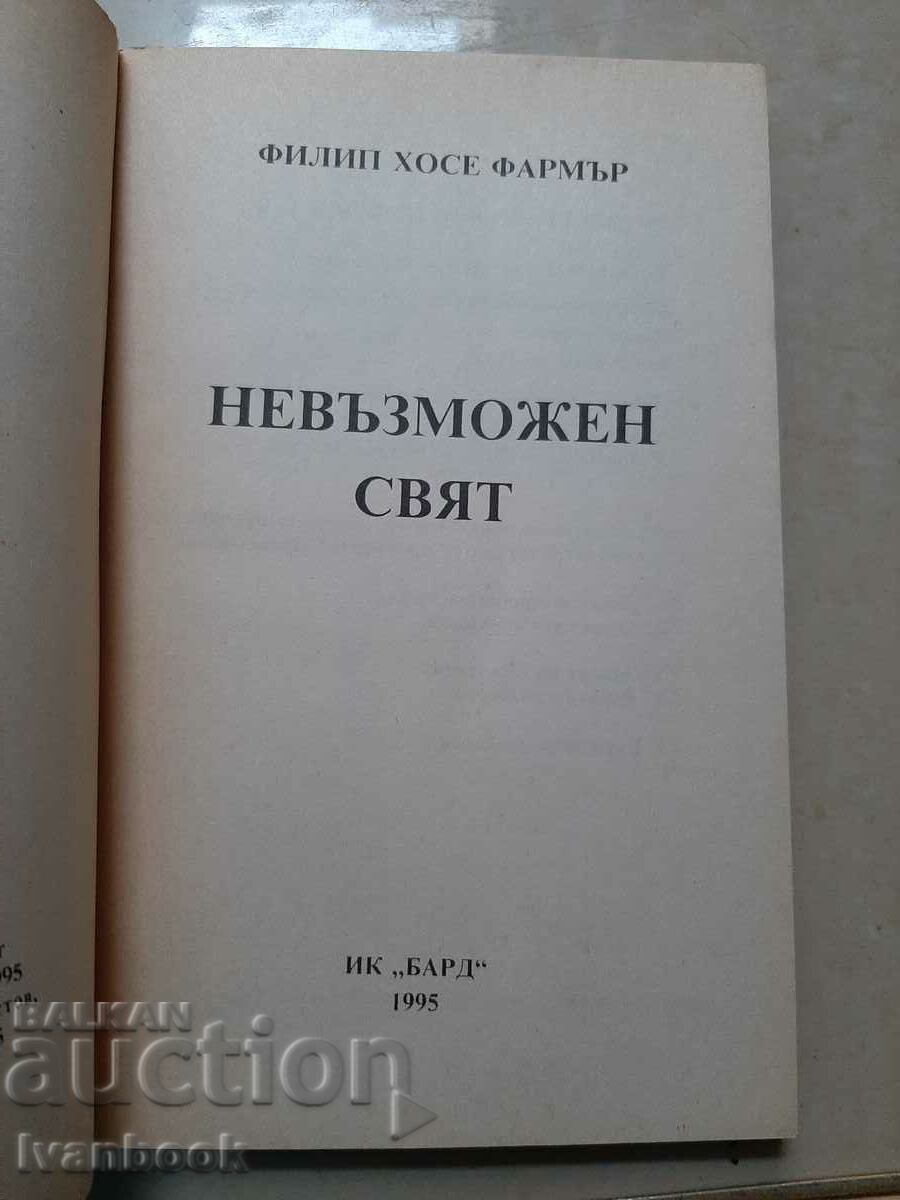 ФИЛИП ХОСЕ ФАРМЪР
НЕВЪЗМОЖЕН
СВЯТ
ИК „БАРД“
1995
BALKAN
auction
Ivanbook